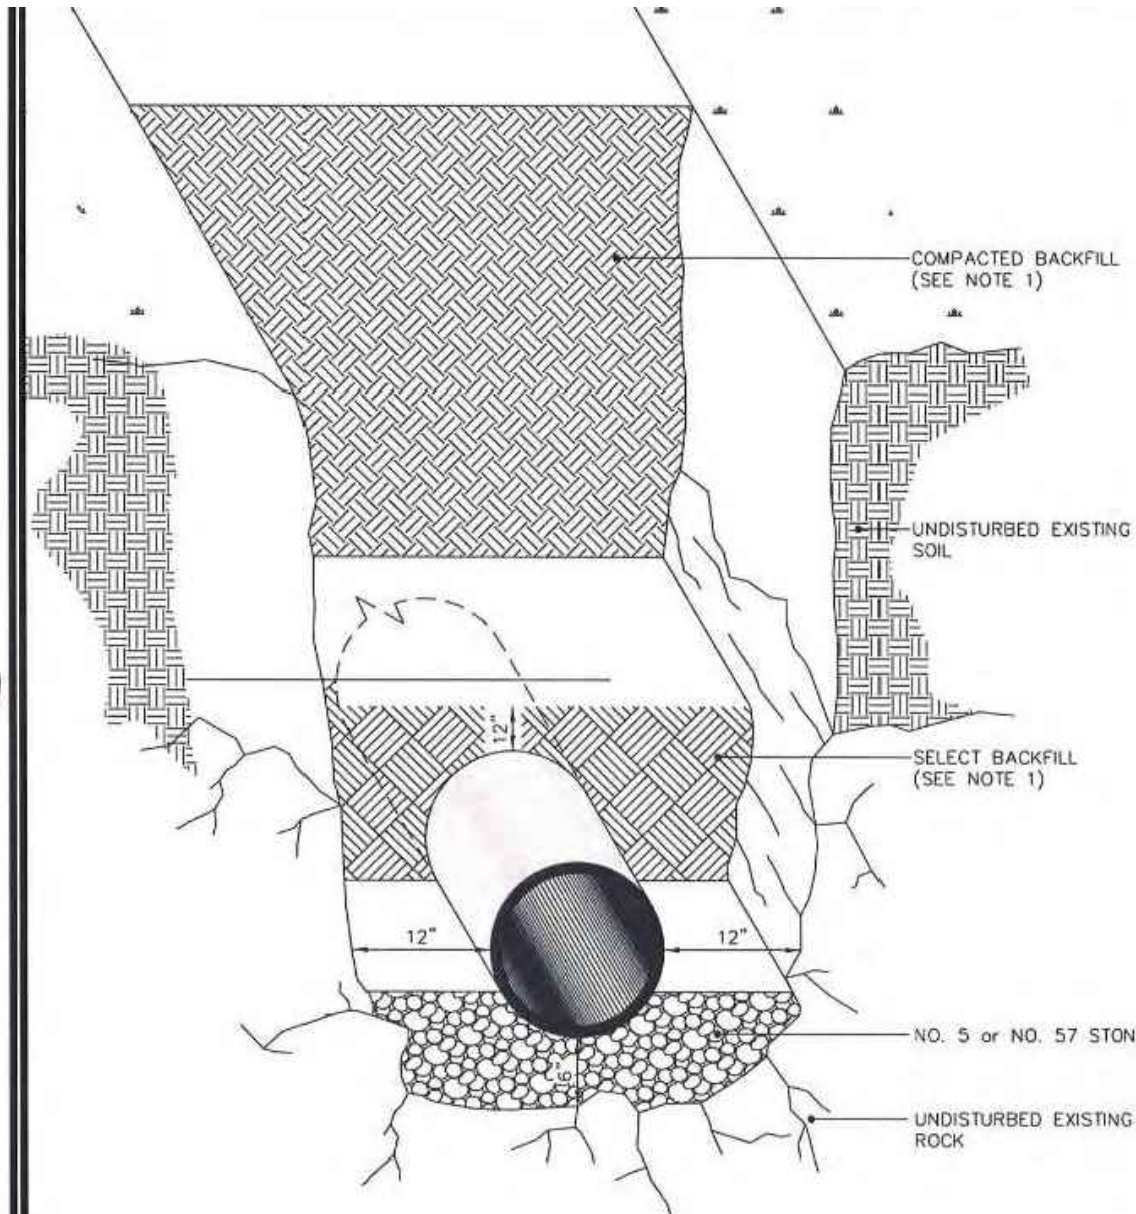 COMPACTED BACKFILL
(SEE NOTE 1)
UNDISTURBED EXISTING
SOIL
12"
SELECT BACKFILL
(SEE NOTE 1)
12"
12"
NO. 5 or NO. 57 STON
16"
UNDISTURBED EXISTING
ROCK